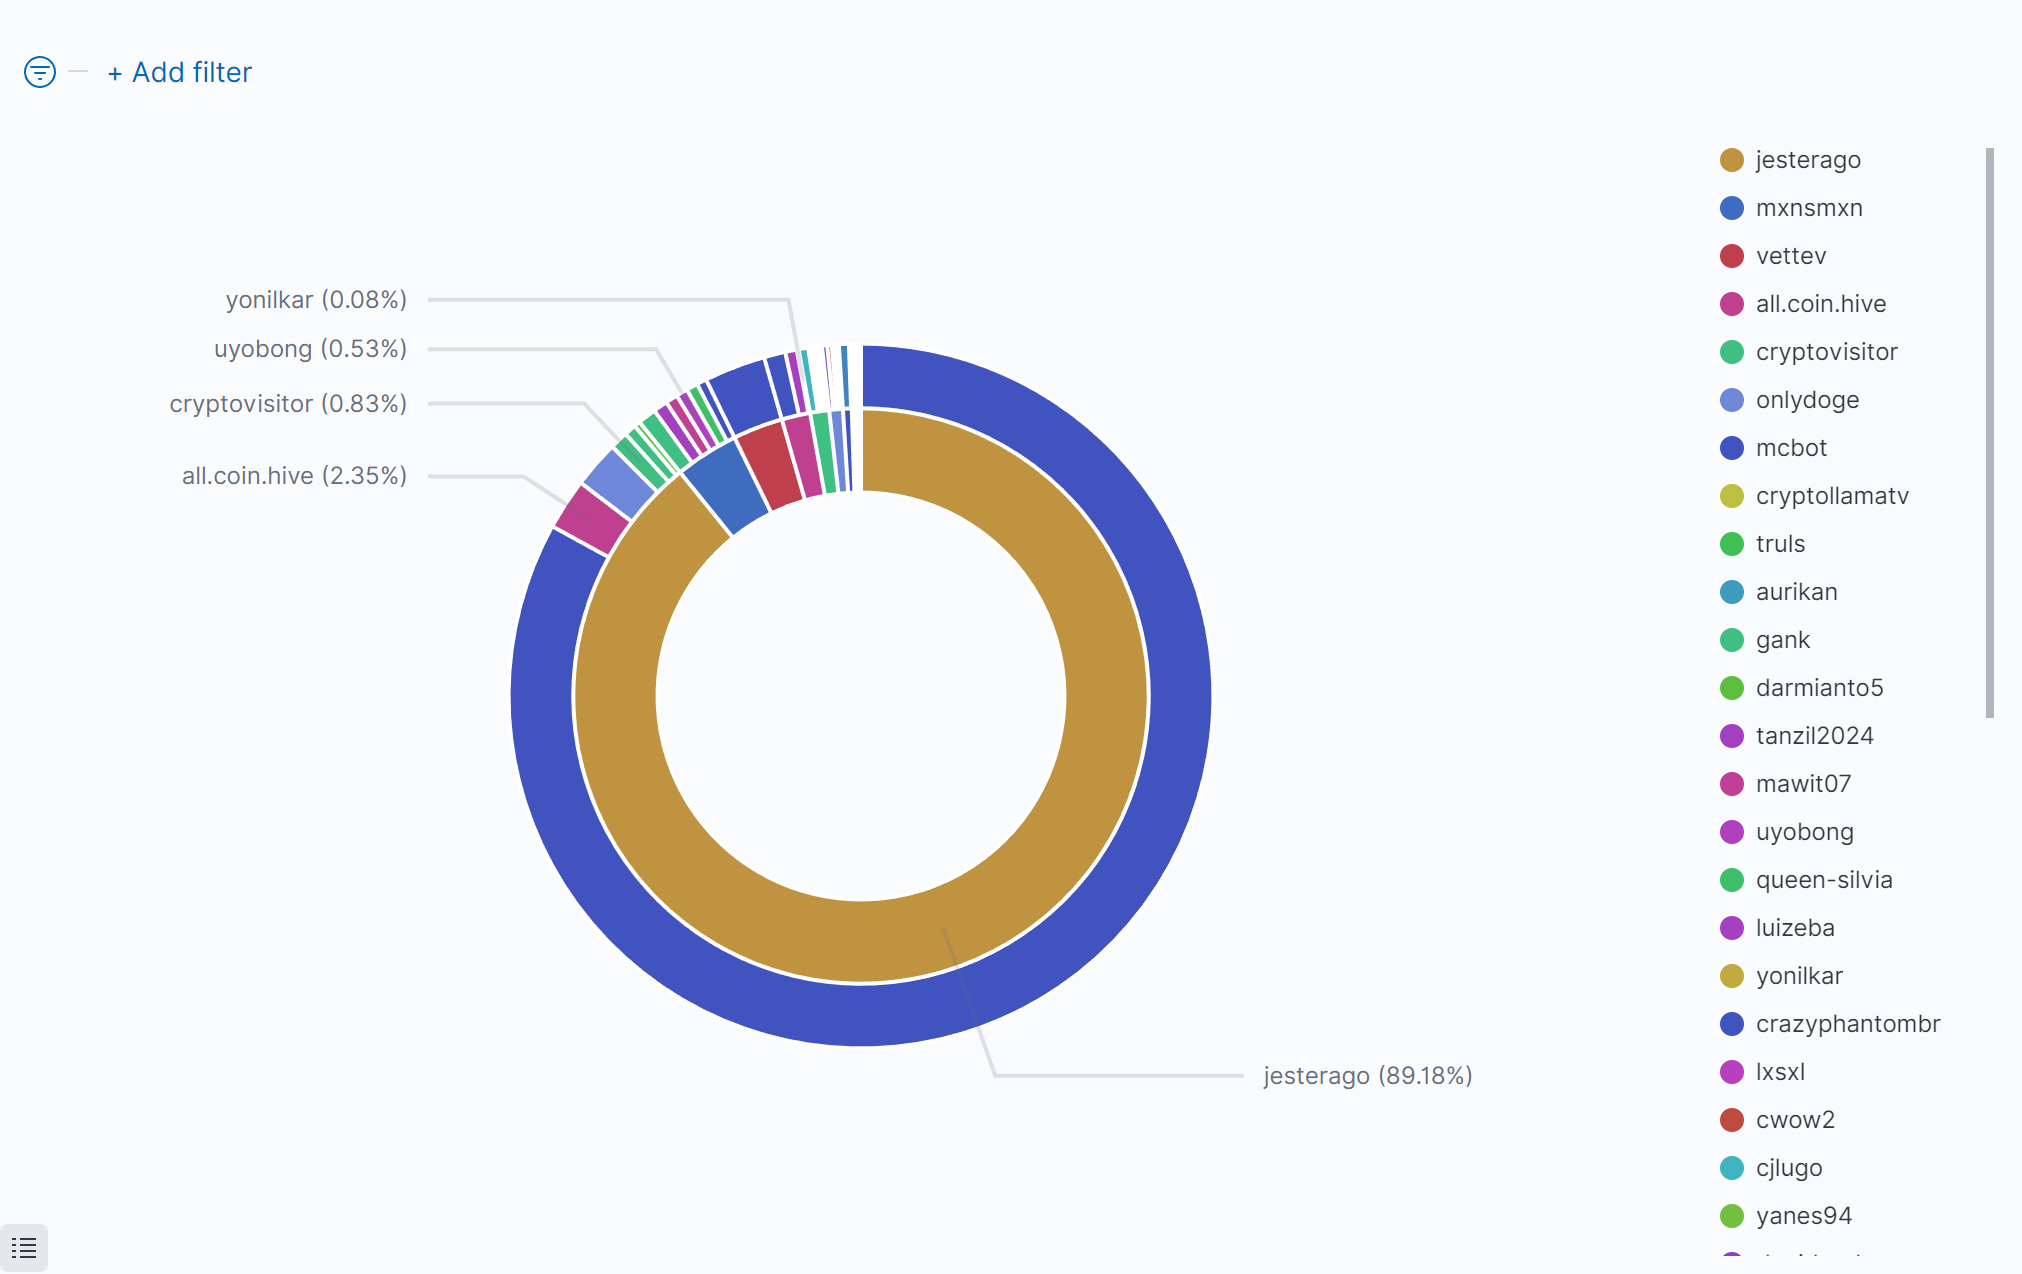 + Add filter
yonilkar (0.08%)
uyobong (0.53%)
cryptovisitor (0.83%)
all.coin.hive (2.35%)
jesterago (89.18%)
jesterago
mxnsmxn
vettev
all.coin.hive
cryptovisitor
onlydoge
mcbot
cryptollamatv
truls
aurikan
gank
darmianto5
tanzil2024
mawit07
uyobong
queen-silvia
luizeba
yonilkar
crazyphantombr
lxsxl
cwow2
cjlugo
yanes94